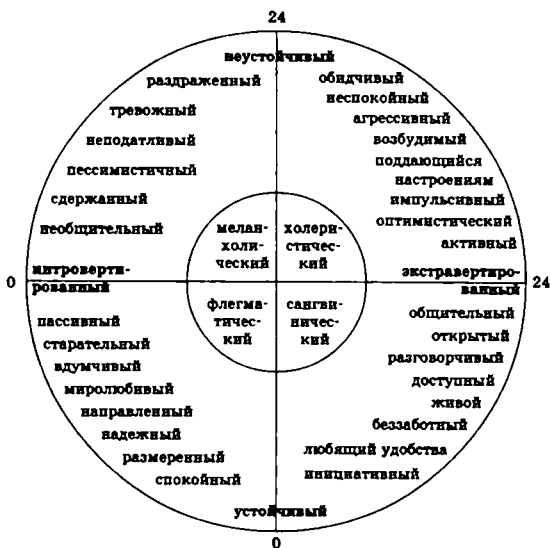 24
неустойчивый
раздраженный
тревожный
неподатливый
пессимистичный
сдержанный
необщительный
обидчивый
неспокойный
агрессивный
возбудимый
поддающийся
настроениям
импульсивный
оптимистический
активный
мелан-
холи-
ческий
холери-
стичес-
кий
0
интроверти-
рованный
экстравертиро-
ванный
24
флегма-
тичес-
кий
сангви-
ничес-
кий
пассивный
старательный
вдумчивый
миролюбивый
направленный
надежный
размеренный
спокойный
общительный
открытый
разговорчивый
доступный
живой
беззаботный
любящий удобства
инициативный
устойчивый
0